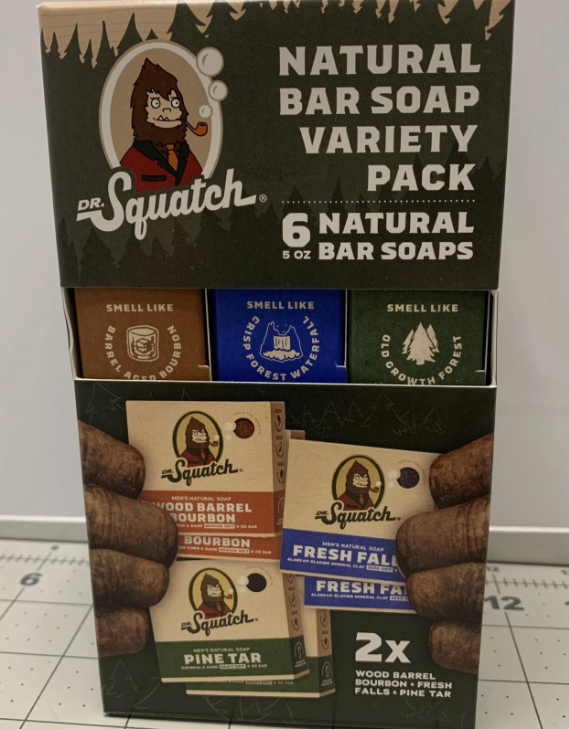 NATURAL
BAR SOAP
VARIETY
PACK
DR. Squatch®
6 NATURAL
5 OZ BAR SOAPS
SMELL LIKE
BARREL AGED BOURBON
SMELL LIKE
CRISP FOREST WATERFALL
SMELL LIKE
OLD GROWTH FOREST
DR. Squatch
MEN'S NATURAL SOAP
WOOD BARREL
BOURBON
BOURBON
DR. Squatch
MEN'S NATURAL SOAP
FRESH FAL
FRESH FA
DR. Squatch
MEN'S NATURAL SOAP
PINE TAR
2x
WOOD BARREL
BOURBON • FRESH
FALLS • PINE TAR
6
12